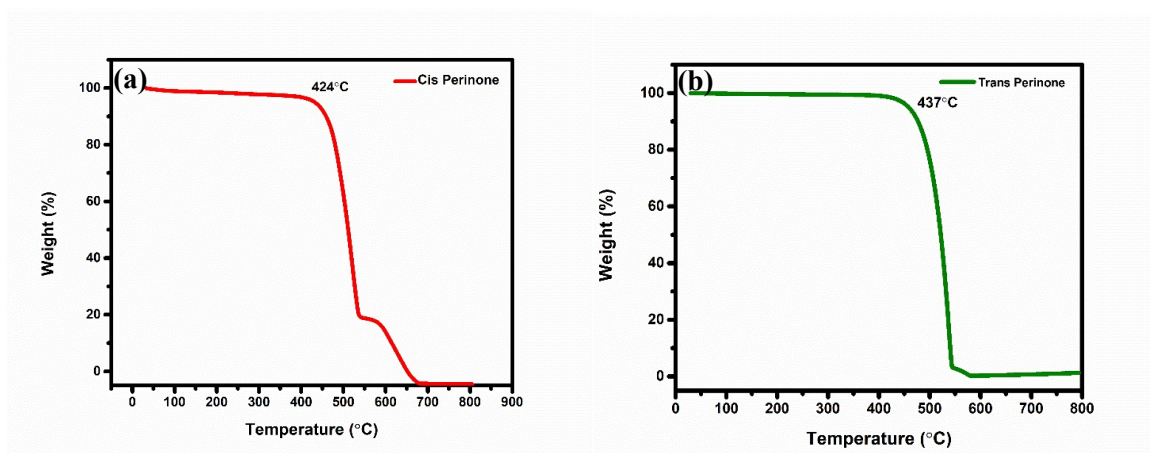 (a)
424°C
Cis Perinone
100
80
60
40
20
0
Weight (%)
0 100 200 300 400 500 600 700 800 900
Temperature (°C)
(b)
437°C
Trans Perinone
100
80
60
40
20
0
Weight (%)
0 100 200 300 400 500 600 700 800
Temperature (°C)